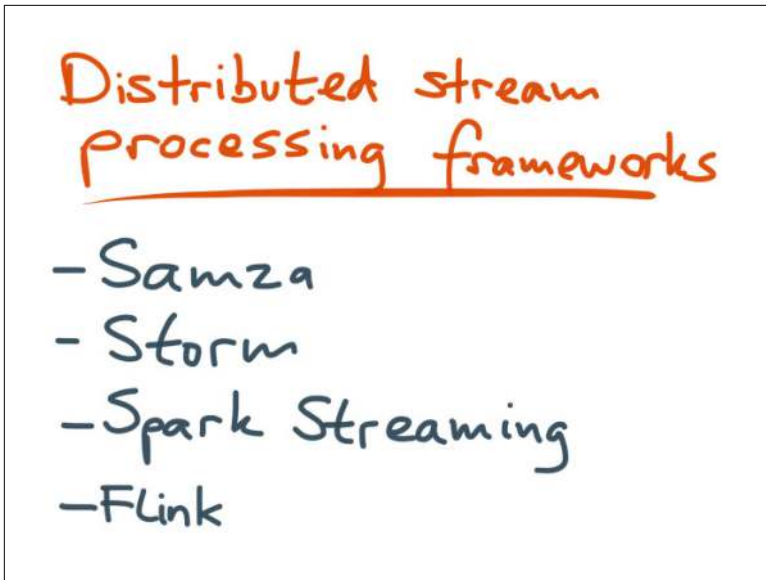 Distributed stream
processing frameworks
- Samza
- Storm
- Spark Streaming
- Flink